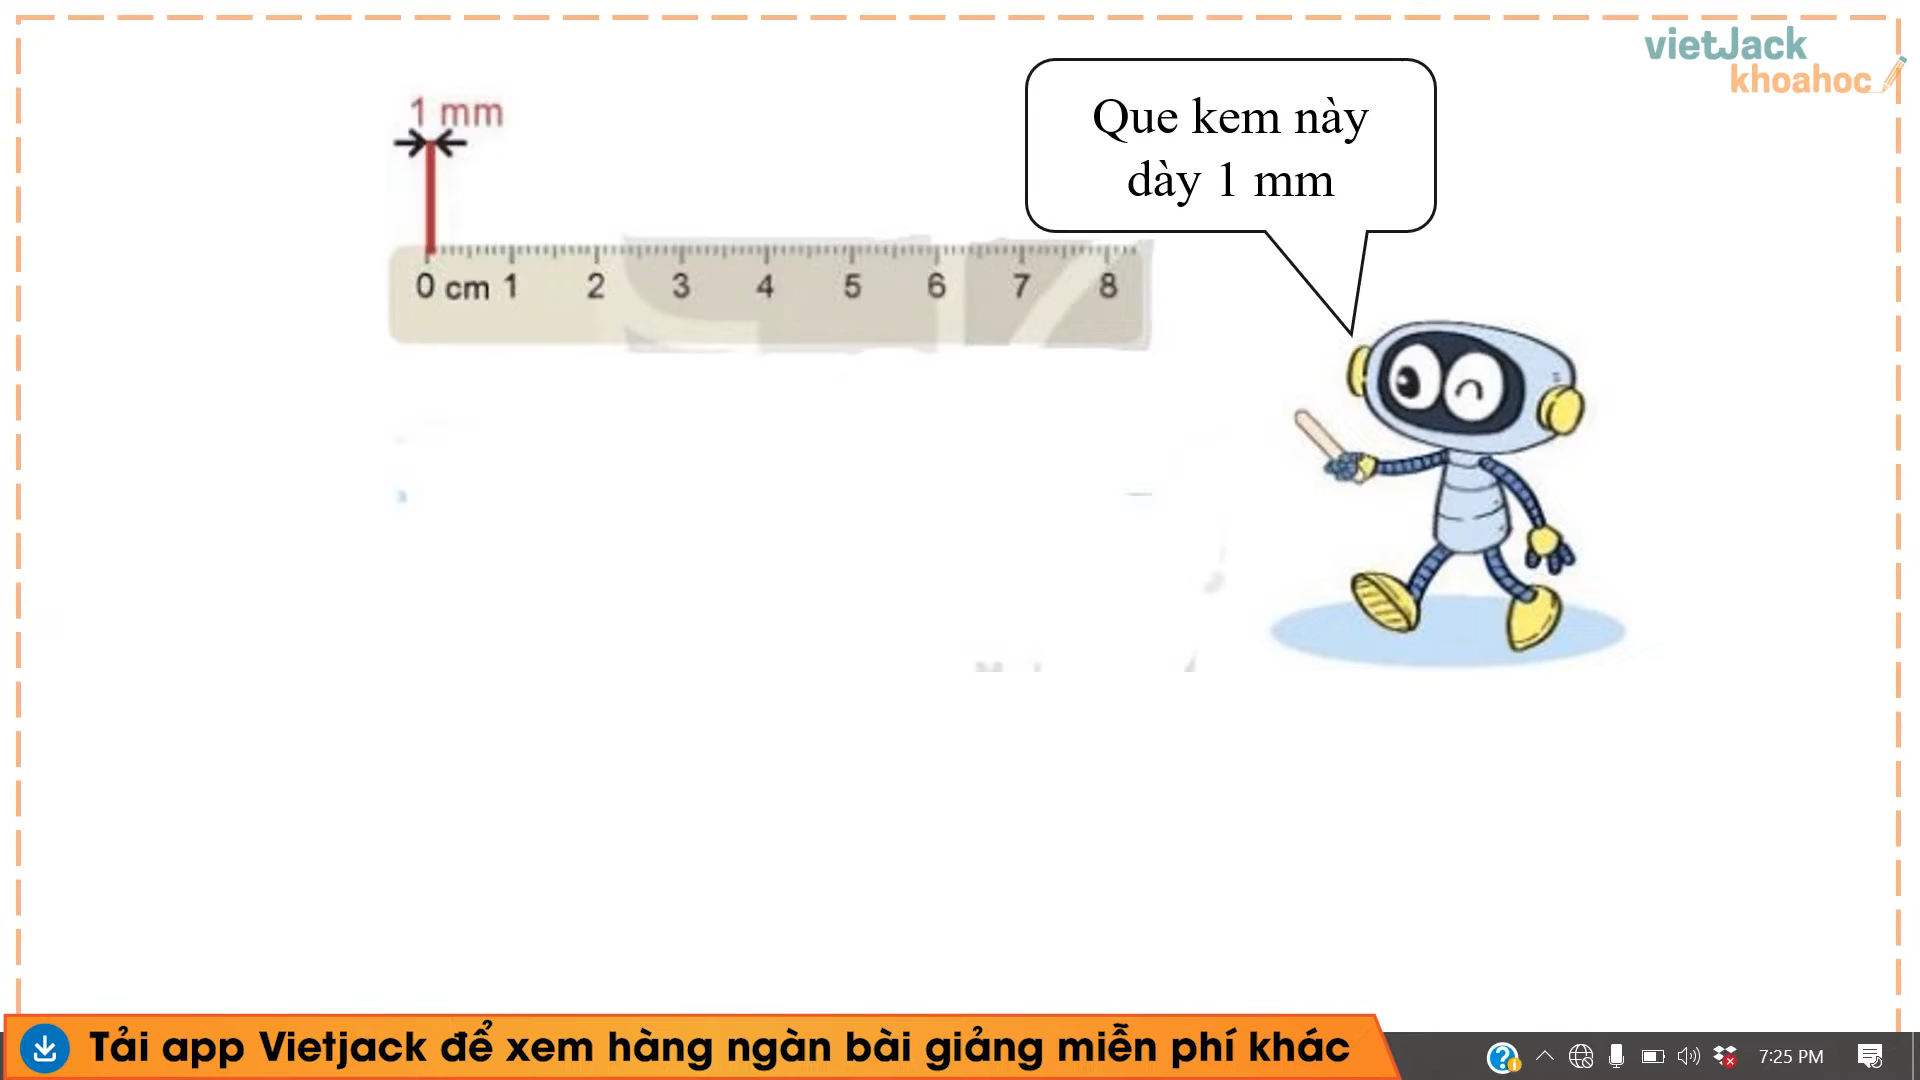 vietJack
khoahoc
1 mm
Que kem này
dày 1 mm
0 cm 1 2 3 4 5 6 7 8
Tải app Vietjack để xem hàng ngàn bài giảng miễn phí khác
7:25 PM